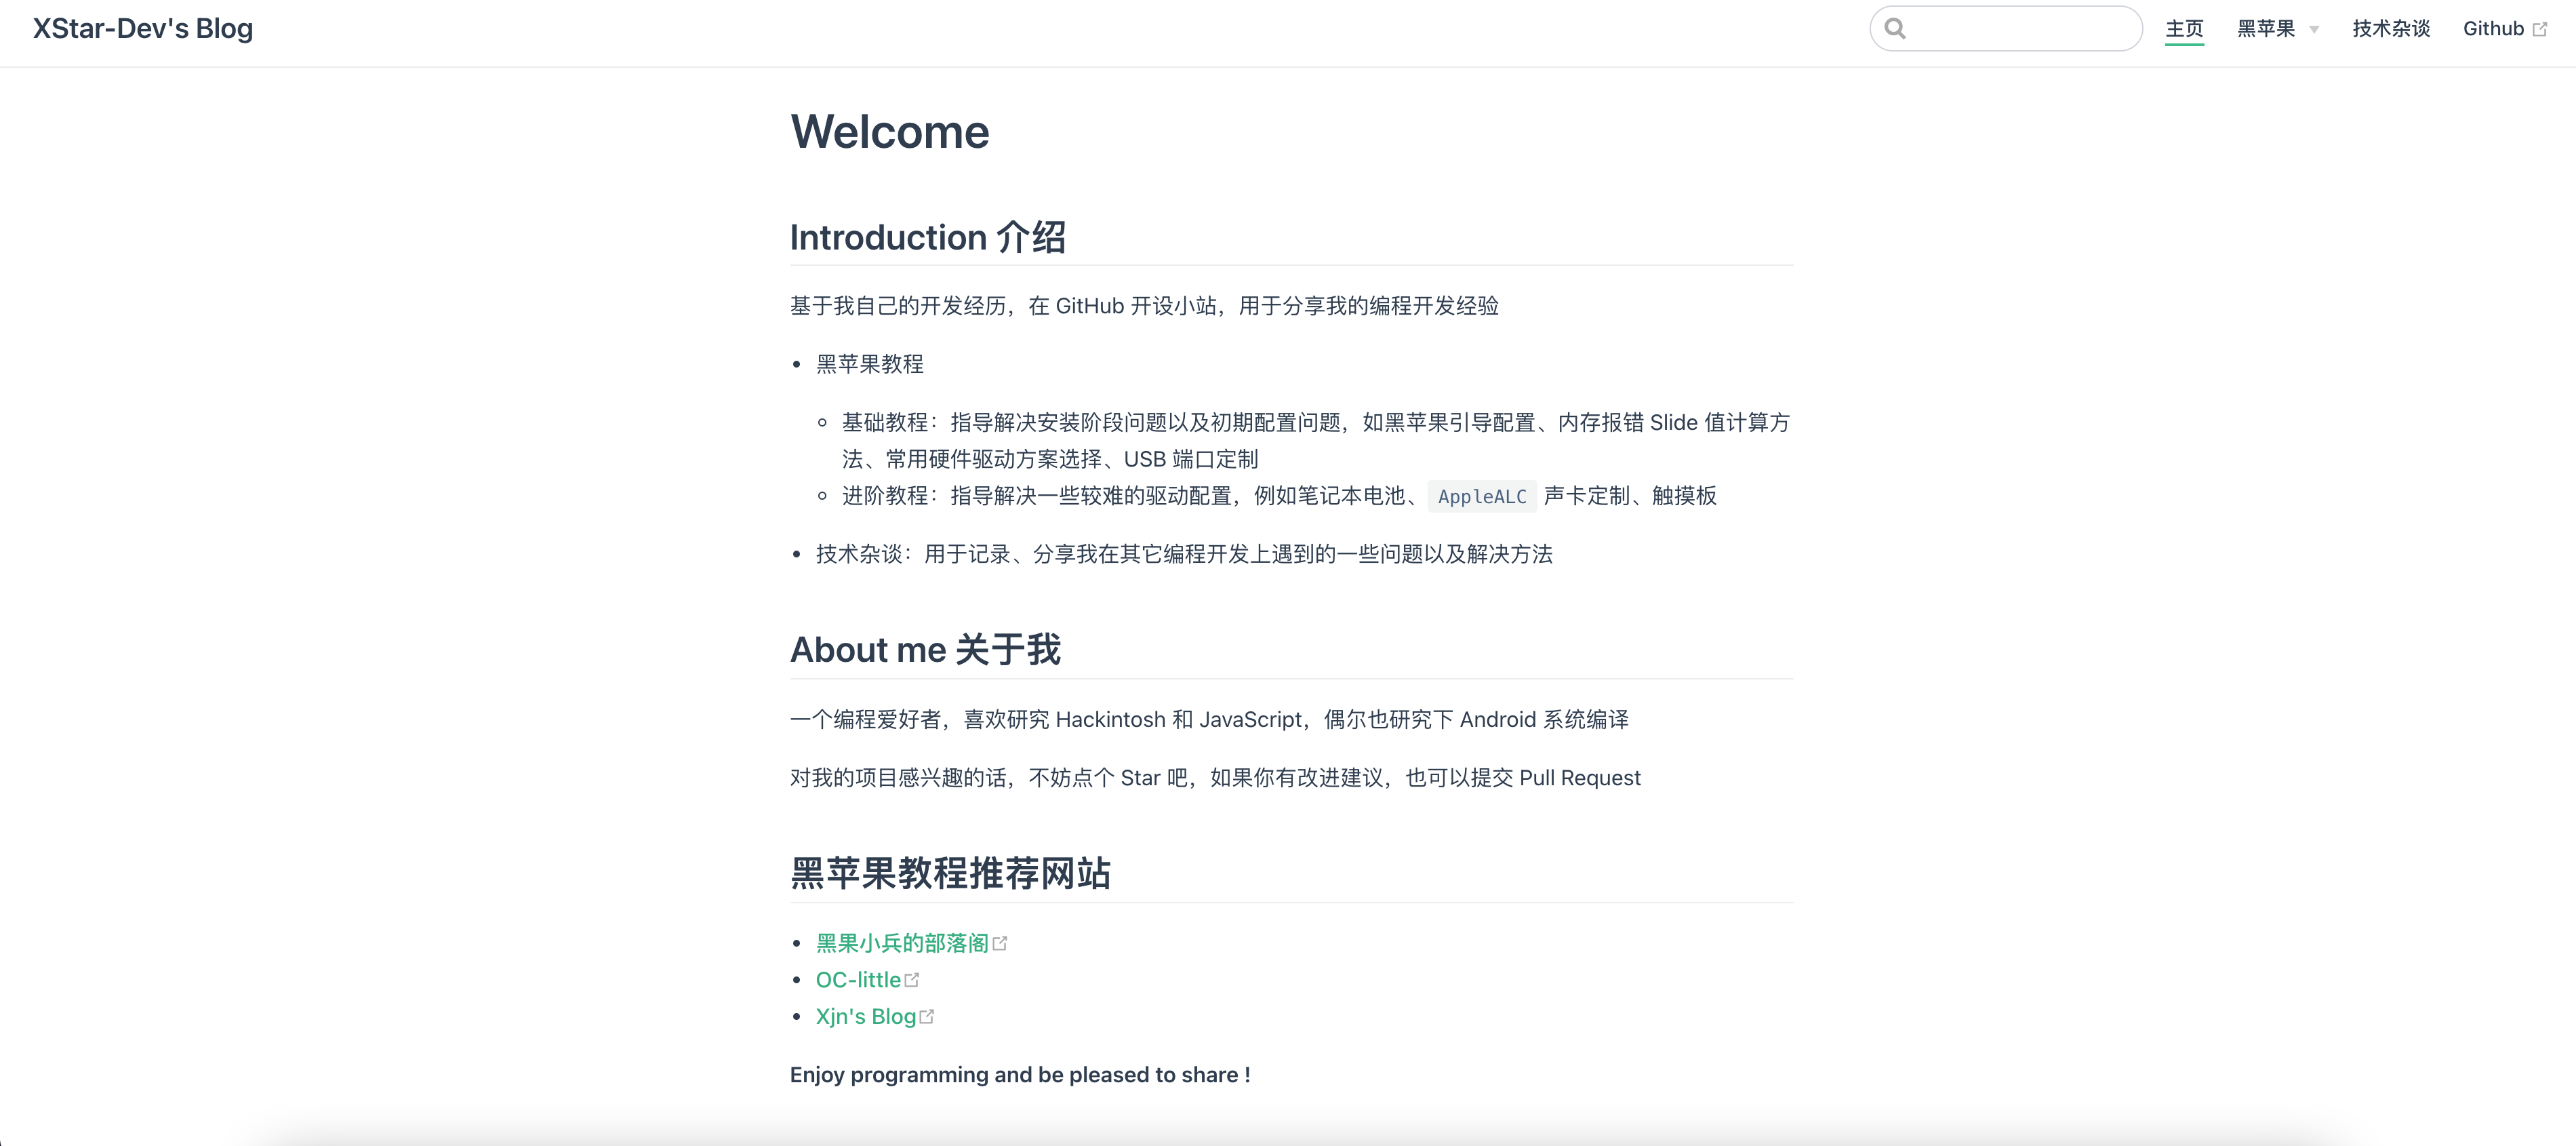 XStar-Dev's Blog
主页 黑苹果 技术杂谈 Github
Welcome
Introduction 介绍
基于我自己的开发经历，在 GitHub 开设小站，用于分享我的编程开发经验
黑苹果教程
基础教程：指导解决安装阶段问题以及初期配置问题，如黑苹果引导配置、内存报错 Slide 值计算方
法、常用硬件驱动方案选择、USB 端口定制
进阶教程：指导解决一些较难的驱动配置，例如笔记本电池、 AppleALC 声卡定制、触摸板
技术杂谈：用于记录、分享我在其它编程开发上遇到的一些问题以及解决方法
About me 关于我
一个编程爱好者，喜欢研究 Hackintosh 和 JavaScript，偶尔也研究下 Android 系统编译
对我的项目感兴趣的话，不妨点个 Star 吧，如果你有改进建议，也可以提交 Pull Request
黑苹果教程推荐网站
黑果小兵的部落阁
OC-little
Xjn's Blog
Enjoy programming and be pleased to share !